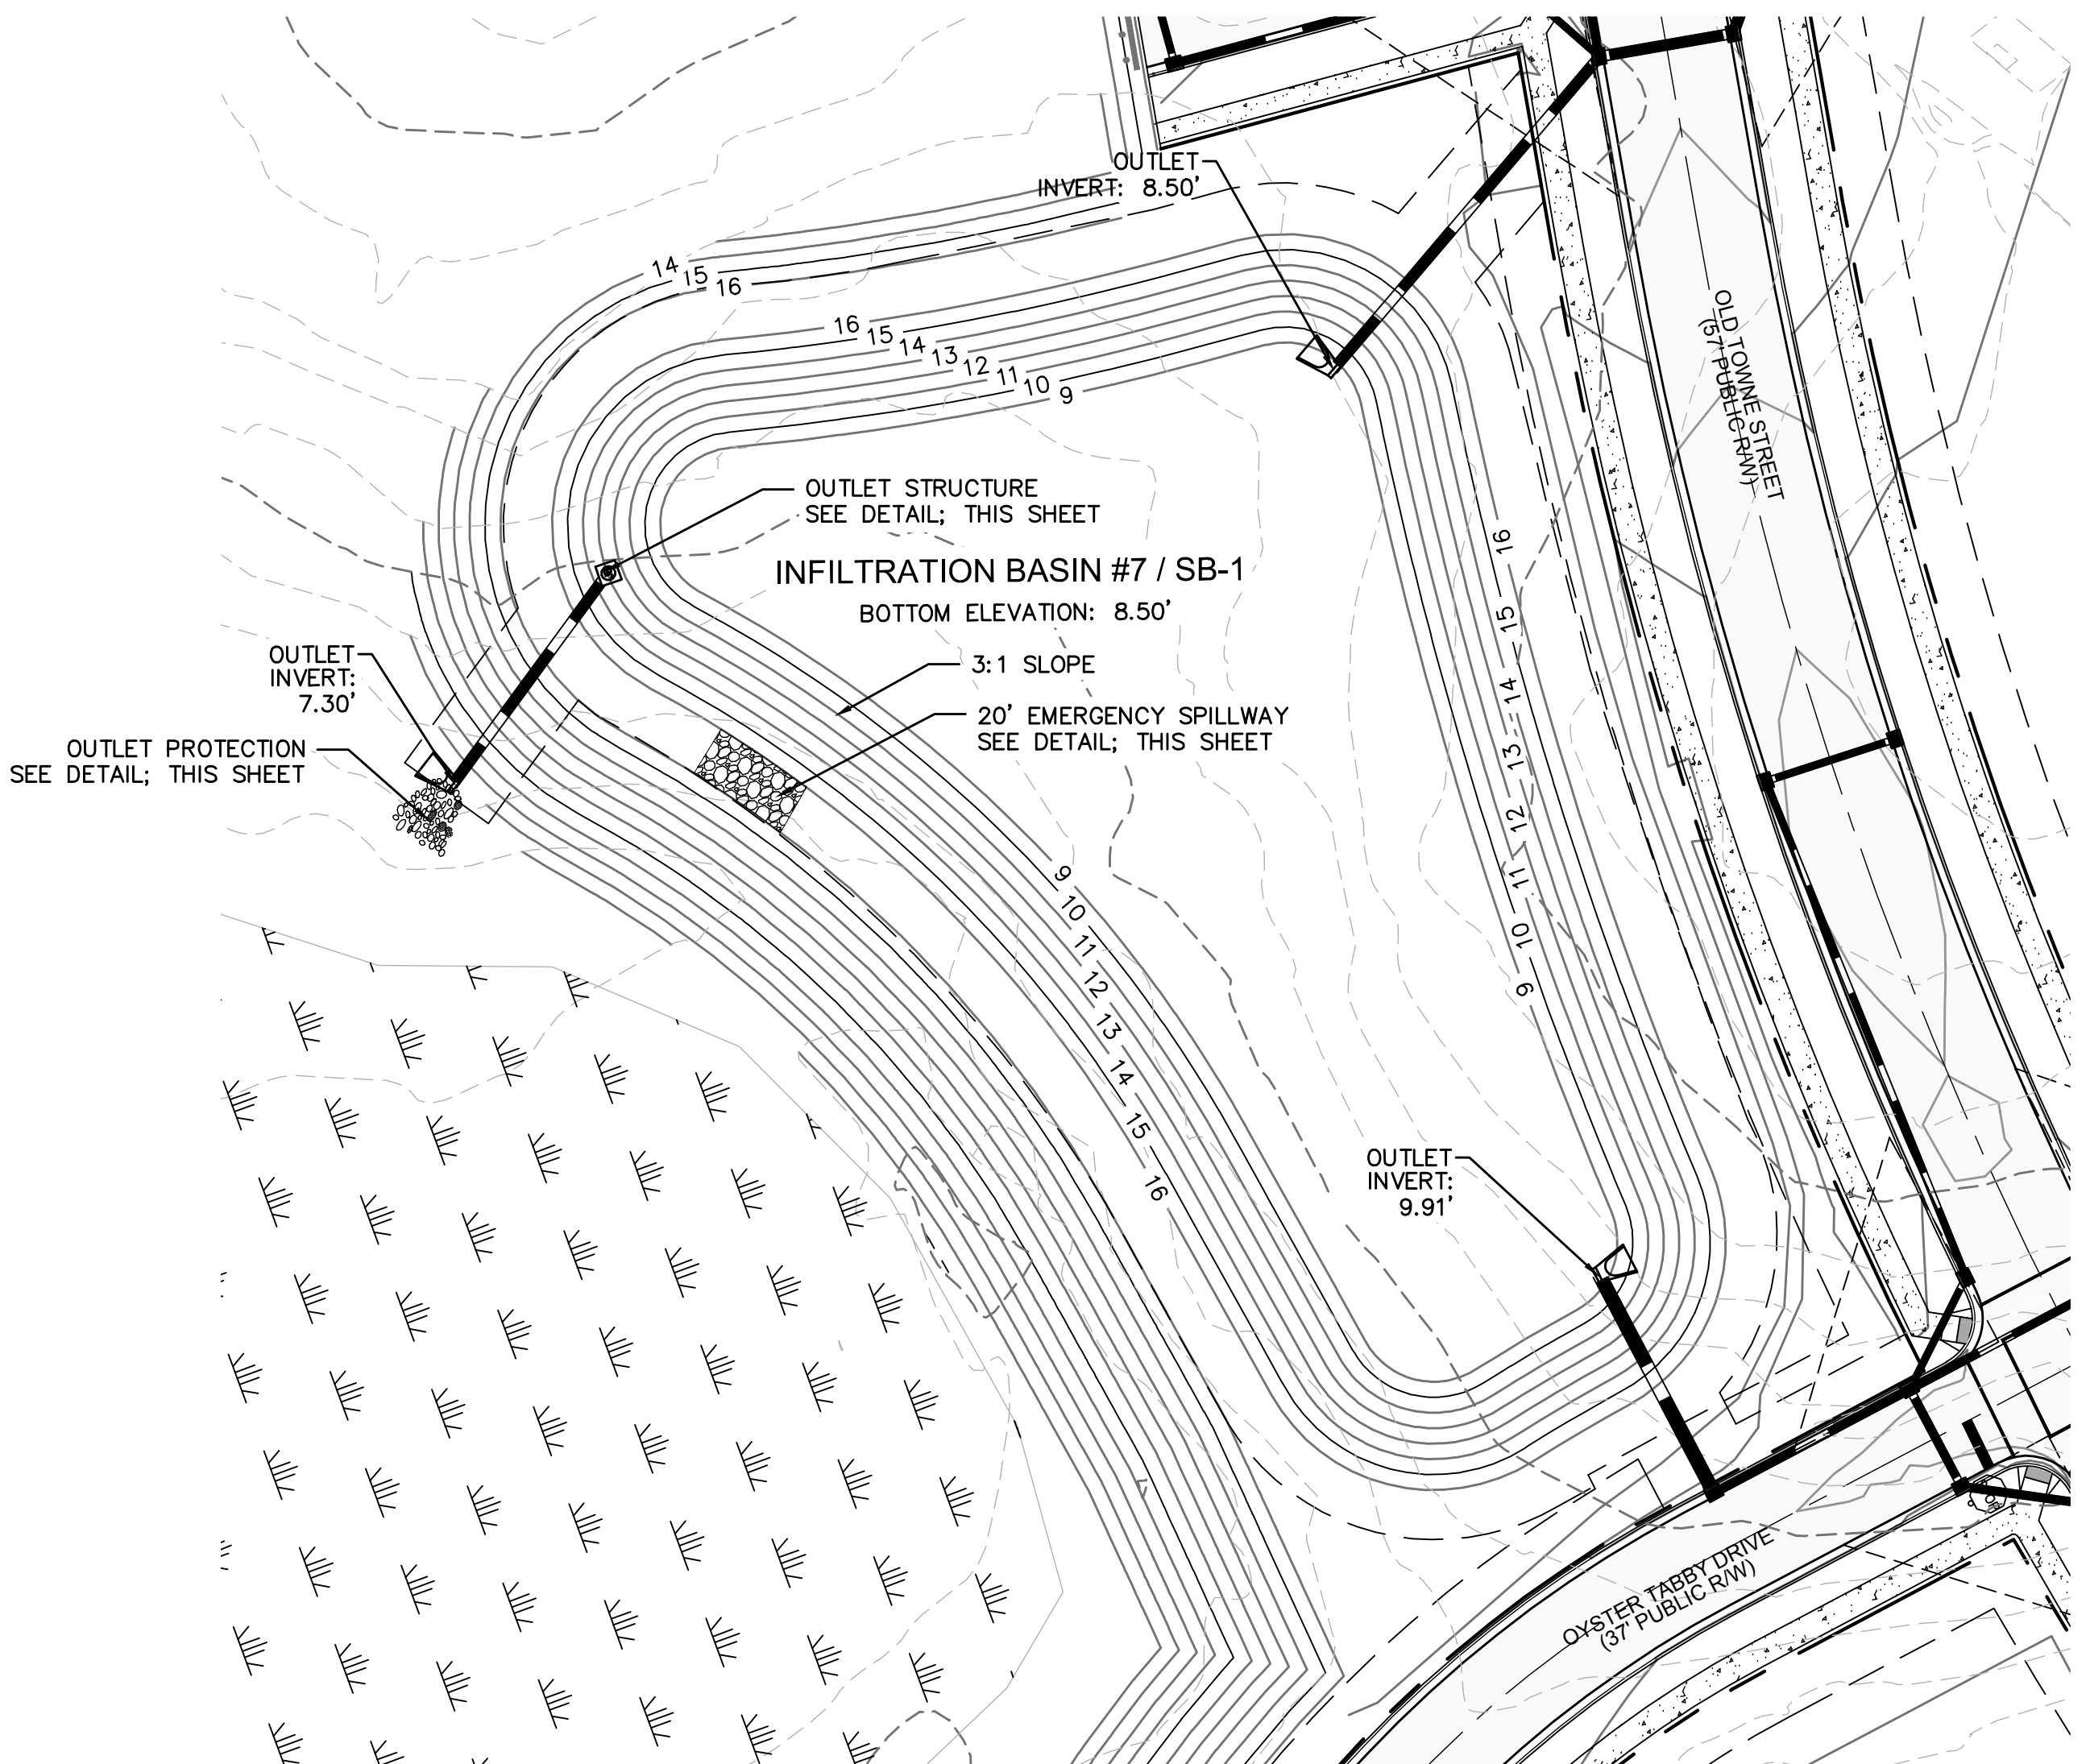 OUTLET
INVERT: 8.50'
14
15
16
16
15
14
13
12
11
10
9
OUTLET STRUCTURE
SEE DETAIL; THIS SHEET
INFILTRATION BASIN #7 / SB-1
BOTTOM ELEVATION: 8.50'
3:1 SLOPE
20' EMERGENCY SPILLWAY
SEE DETAIL; THIS SHEET
OUTLET
INVERT:
7.30'
OUTLET PROTECTION
SEE DETAIL; THIS SHEET
OLD TOWNE STREET
(57' PUBLIC R/W)
16
15
14
13
12
11
10
9
9
10
11
12
13
14
15
16
OUTLET
INVERT:
9.91'
OYSTER TABBY DRIVE
(37' PUBLIC R/W)